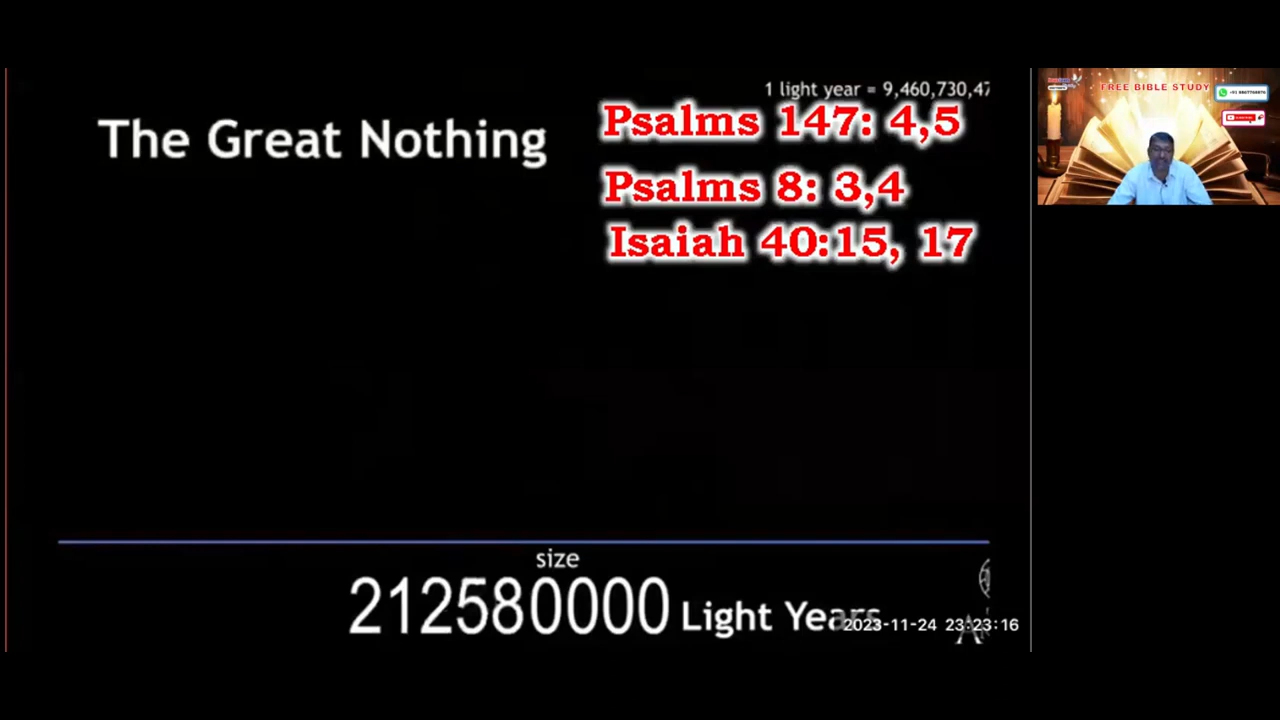 1 light year = 9,460,730,47
The Great Nothing
Psalms 147: 4,5
Psalms 8: 3,4
Isaiah 40:15, 17
size
212580000 Light Years
2023-11-24 23:23:16
FREE BIBLE STUDY